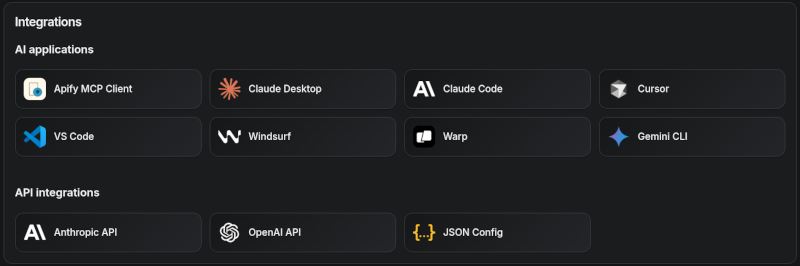 Integrations
AI applications
Apify MCP Client
Claude Desktop
Claude Code
Cursor
VS Code
Windsurf
Warp
Gemini CLI
API integrations
Anthropic API
OpenAI API
{...} JSON Config